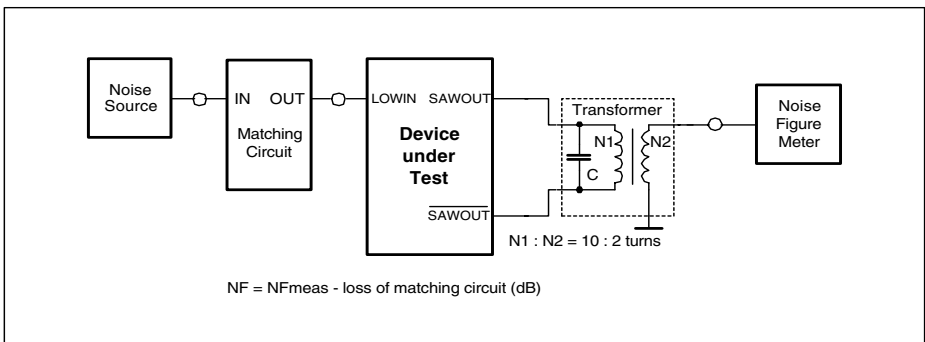 Noise
Source
IN OUT
Matching
Circuit
LOWIN SAWOUT
Device
under
Test
SAWOUT
Transformer
N1 N2
C
N1 : N2 = 10 : 2 turns
Noise
Figure
Meter
NF = NFmeas - loss of matching circuit (dB)